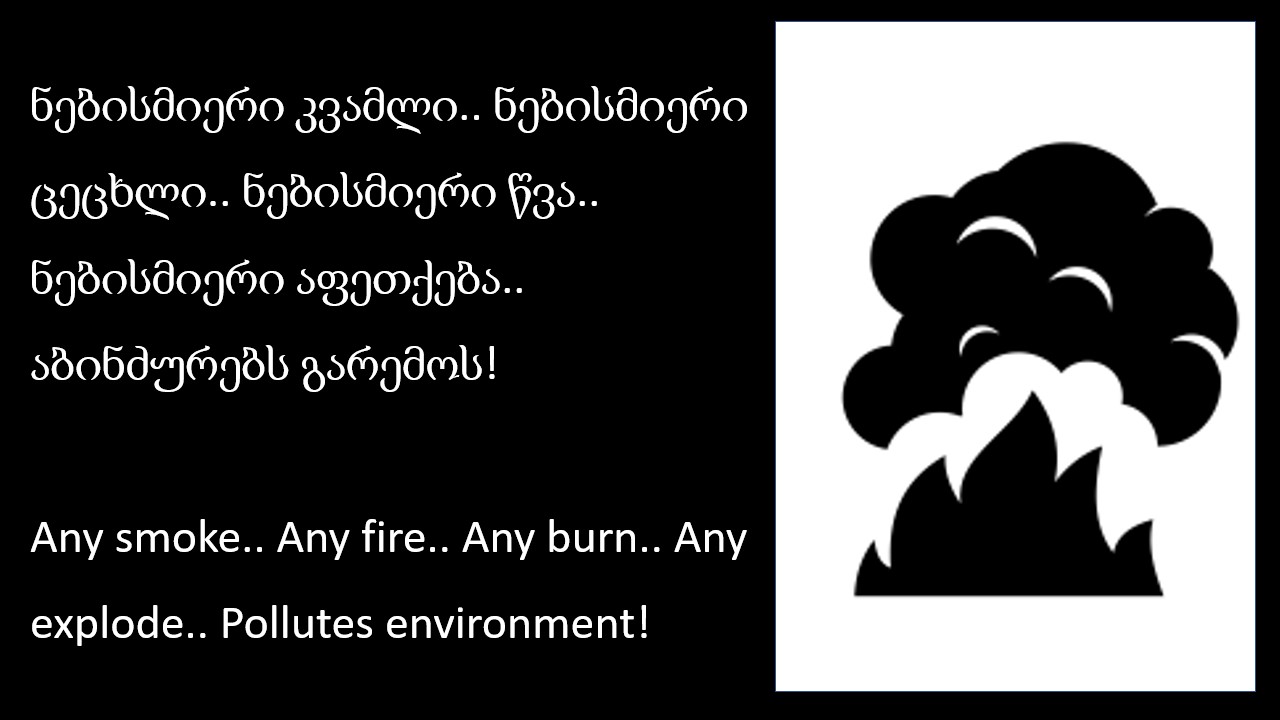 ნებისმიერი კვამლი.. ნებისმიერი
ცეცხლი.. ნებისმიერი წვა..
ნებისმიერი აფეთქება..
აბინძურებს გარემოს!
Any smoke.. Any fire.. Any burn.. Any
explode.. Pollutes environment!